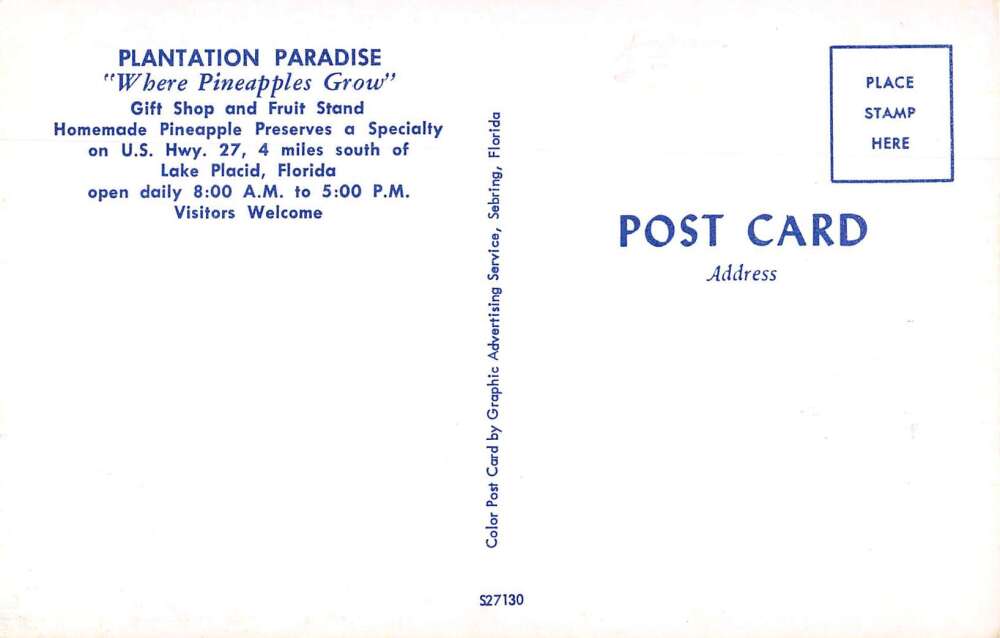 PLANTATION PARADISE
"Where Pineapples Grow"
Gift Shop and Fruit Stand
Homemade Pineapple Preserves a Specialty
on U.S. Hwy. 27, 4 miles south of
Lake Placid, Florida
open daily 8:00 A.M. to 5:00 P.M.
Visitors Welcome
Color Post Card by Graphic Advertising Service, Sebring, Florida
S27130
PLACE
STAMP
HERE
POST CARD
Address